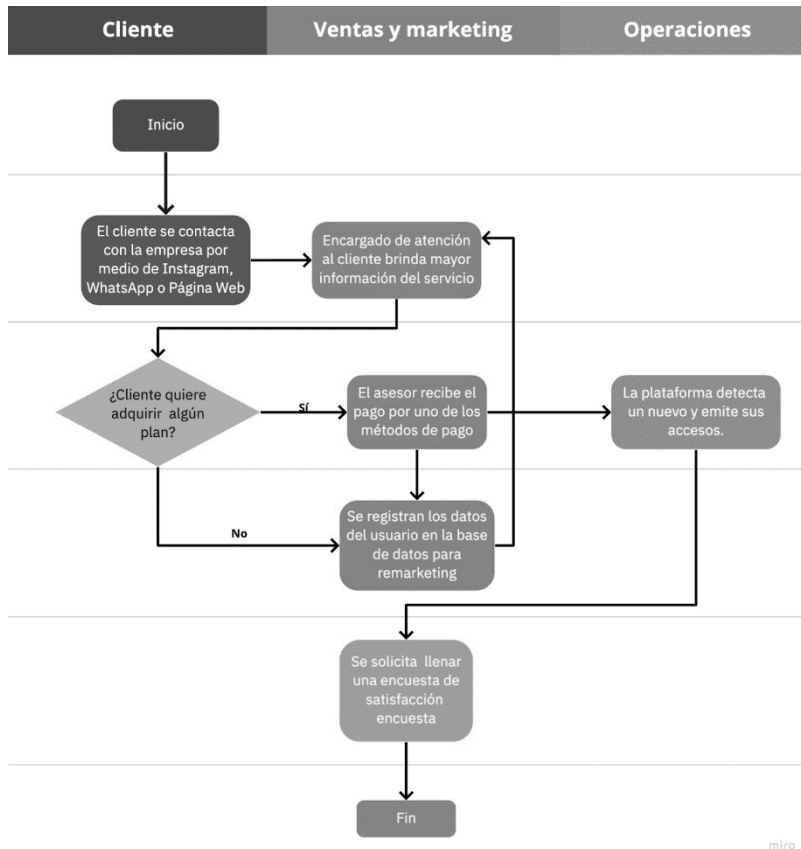 Cliente
Ventas y marketing
Operaciones
Inicio
El cliente se contacta
con la empresa por
medio de Instagram,
WhatsApp o Página Web
Encargado de atención
al cliente brinda mayor
información del servicio
¿Cliente quiere
adquirir algún
plan?
Sí
El asesor recibe el
pago por uno de los
métodos de pago
La plataforma detecta
un nuevo y emite sus
accesos.
No
Se registran los datos
del usuario en la base
de datos para
remarketing
Se solicita llenar
una encuesta de
satisfacción
encuesta
Fin
miro